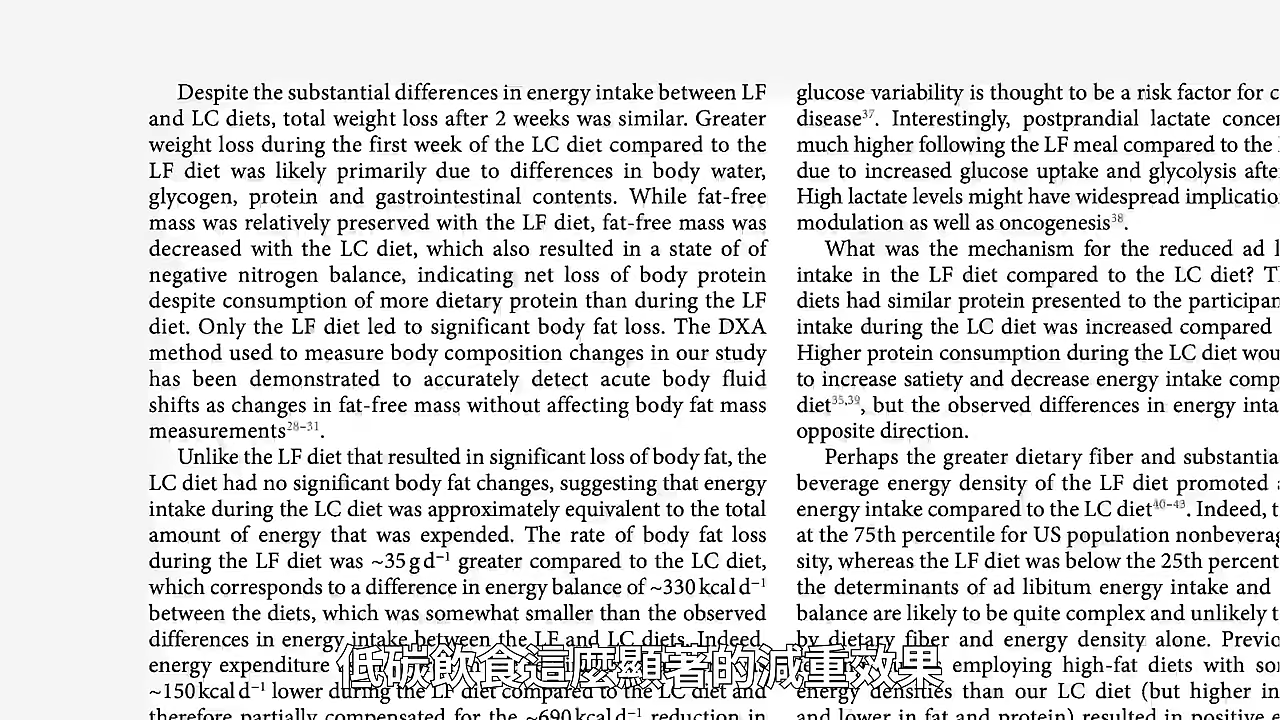 Despite the substantial differences in energy intake between LF
and LC diets, total weight loss after 2 weeks was similar. Greater
weight loss during the first week of the LC diet compared to the
LF diet was likely primarily due to differences in body water,
glycogen, protein and gastrointestinal contents. While fat-free
mass was relatively preserved with the LF diet, fat-free mass was
decreased with the LC diet, which also resulted in a state of of
negative nitrogen balance, indicating net loss of body protein
despite consumption of more dietary protein than during the LF
diet. Only the LF diet led to significant body fat loss. The DXA
method used to measure body composition changes in our study
has been demonstrated to accurately detect acute body fluid
shifts as changes in fat-free mass without affecting body fat mass
measurements28–31.
Unlike the LF diet that resulted in significant loss of body fat, the
LC diet had no significant body fat changes, suggesting that energy
intake during the LC diet was approximately equivalent to the total
amount of energy that was expended. The rate of body fat loss
during the LF diet was ~35 g d−1 greater compared to the LC diet,
which corresponds to a difference in energy balance of ~330 kcal d−1
between the diets, which was somewhat smaller than the observed
differences in energy intake between the LF and LC diets. Indeed,
energy expenditure
~150 kcal d−1 lower during the LF diet compared to the LC diet and
therefore partially compensated for the ~690 kcal d−1 reduction in
glucose variability is thought to be a risk factor for c
disease37. Interestingly, postprandial lactate concen
much higher following the LF meal compared to the
due to increased glucose uptake and glycolysis afte
High lactate levels might have widespread implicatio
modulation as well as oncogenesis38.
What was the mechanism for the reduced ad l
intake in the LF diet compared to the LC diet? T
diets had similar protein presented to the participan
intake during the LC diet was increased compared
Higher protein consumption during the LC diet wou
to increase satiety and decrease energy intake comp
diet35,39, but the observed differences in energy inta
opposite direction.
Perhaps the greater dietary fiber and substantia
beverage energy density of the LF diet promoted
energy intake compared to the LC diet40–43. Indeed, t
at the 75th percentile for US population nonbeverag
sity, whereas the LF diet was below the 25th percent
the determinants of ad libitum energy intake and
balance are likely to be quite complex and unlikely t
by dietary fiber and energy density alone. Previo
employing high-fat diets with so
energy densities than our LC diet (but higher in
and lower in fat and protein) resulted in positive e
低碳飲食這麼顯著的減重效果